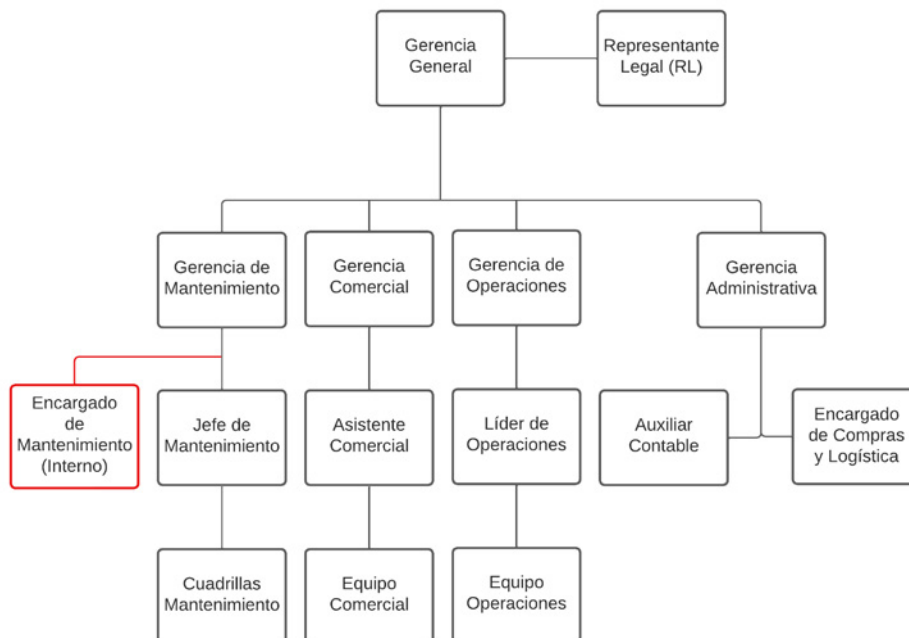 Gerencia
General
Representante
Legal (RL)
Gerencia de
Mantenimiento
Gerencia
Comercial
Gerencia de
Operaciones
Gerencia
Administrativa
Encargado
de
Mantenimiento
(Interno)
Jefe de
Mantenimiento
Asistente
Comercial
Líder de
Operaciones
Auxiliar
Contable
Encargado
de Compras
y Logística
Cuadrillas
Mantenimiento
Equipo
Comercial
Equipo
Operaciones